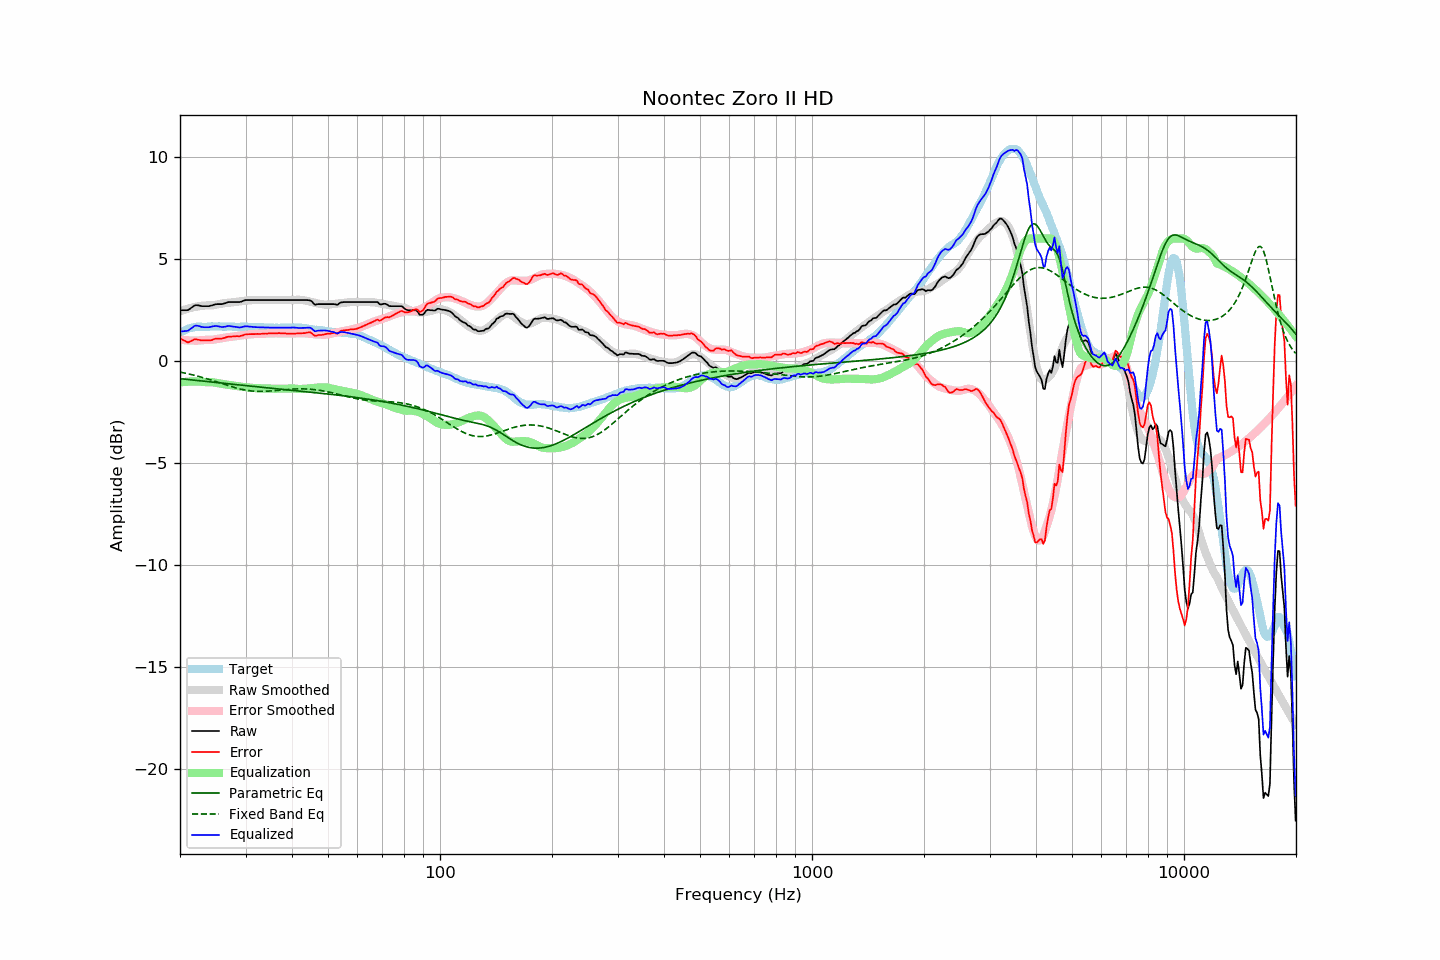 Noontec Zoro II HD
10
5
0
−5
−10
−15
−20
Amplitude (dBr)
Target
Raw Smoothed
Error Smoothed
Raw
Error
Equalization
Parametric Eq
Fixed Band Eq
Equalized
100
1000
10000
Frequency (Hz)